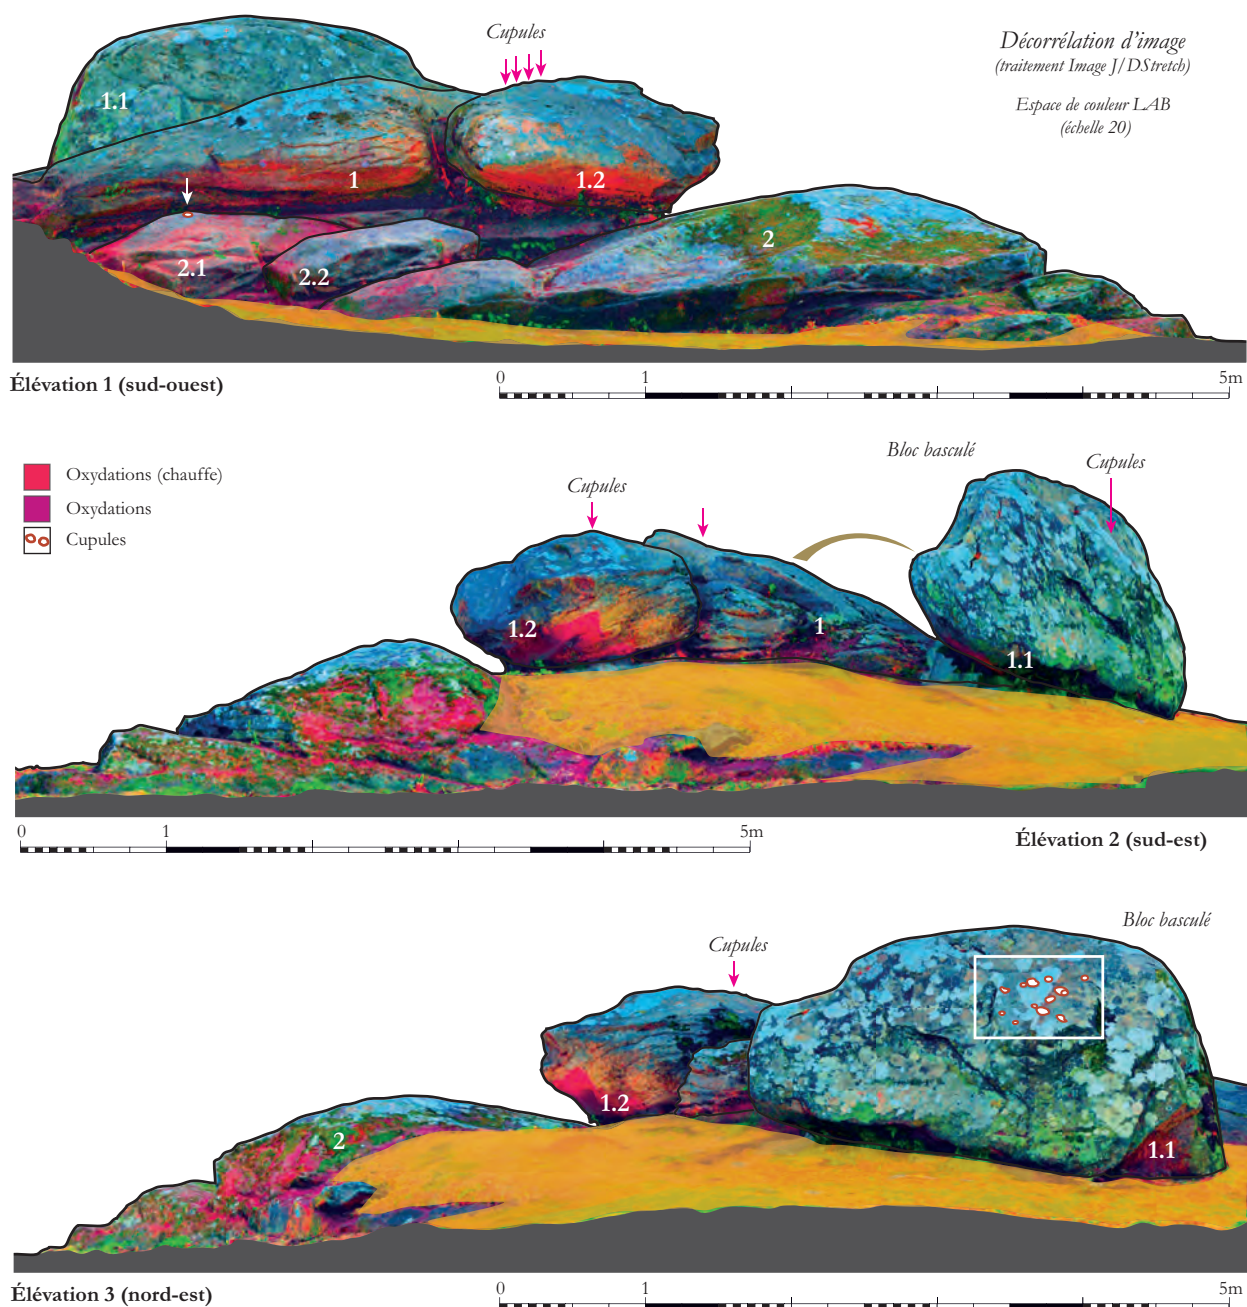 Cupules
Décorrélation d'image
(traitement Image J/DStretch)
Espace de couleur LAB
(échelle 20)
1.1
1
1.2
2
2.1
2.2
Élévation 1 (sud-ouest)
0 1 5m
Oxydations (chauffe)
Oxydations
Cupules
Bloc basculé
Cupules
Cupules
1.2
1
1.1
0 1 5m
Élévation 2 (sud-est)
Bloc basculé
Cupules
1.2
2
1.1
Élévation 3 (nord-est)
0 1 5m